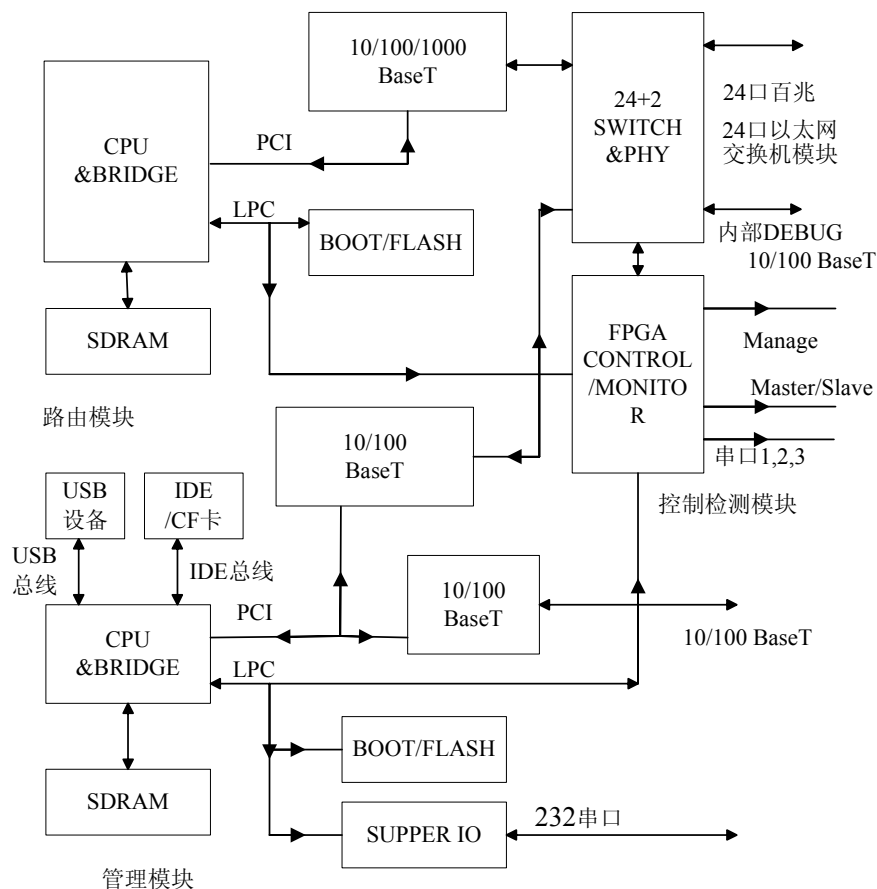 10/100/1000
BaseT
CPU
&BRIDGE
PCI
24+2
SWITCH
&PHY
24口百兆
24口以太网
交换机模块
LPC
BOOT/FLASH
内部DEBUG
10/100 BaseT
SDRAM
FPGA
CONTROL
/MONITO
R
Manage
Master/Slave
路由模块
10/100
BaseT
串口1,2,3
控制检测模块
USB
设备
IDE
/CF卡
USB
总线
IDE总线
CPU
&BRIDGE
PCI
10/100
BaseT
10/100 BaseT
LPC
BOOT/FLASH
SDRAM
SUPPER IO
232串口
管理模块